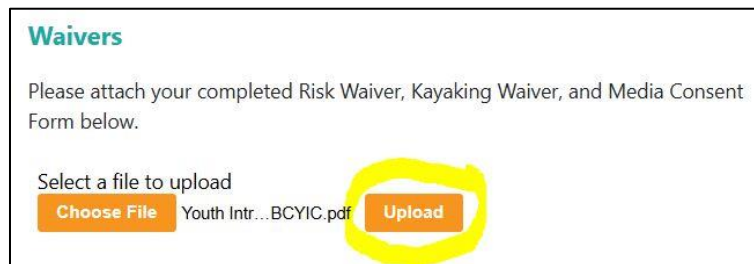 Waivers
Please attach your completed Risk Waiver, Kayaking Waiver, and Media Consent
Form below.
Select a file to upload
Choose File Youth Intr...BCYIC.pdf Upload